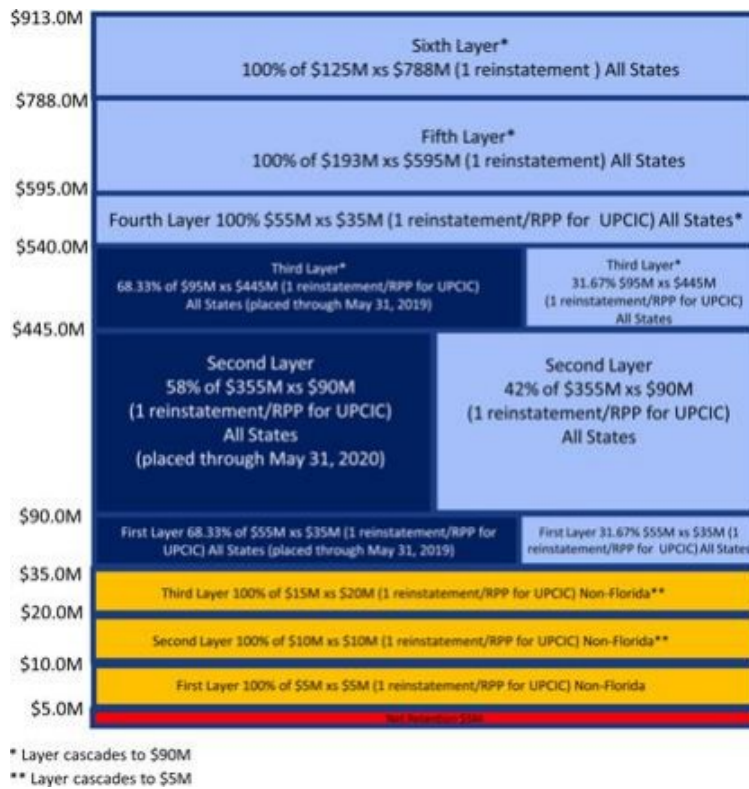 $913.0M
Sixth Layer*
100% of $125M xs $788M (1 reinstatement ) All States
$788.0M
Fifth Layer*
100% of $193M xs $595M (1 reinstatement) All States
$595.0M
Fourth Layer 100% $55M xs $35M (1 reinstatement/RPP for UPCIC) All States*
$540.0M
Third Layer*
68.33% of $95M xs $445M (1 reinstatement/RPP for UPCIC)
All States (placed through May 31, 2019)
Third Layer*
31.67% $95M xs $445M
(1 reinstatement/RPP for UPCIC)
All States
$445.0M
Second Layer
58% of $355M xs $90M
(1 reinstatement/RPP for UPCIC)
All States
(placed through May 31, 2020)
Second Layer
42% of $355M xs $90M
(1 reinstatement/RPP for UPCIC)
All States
$90.0M
First Layer 68.33% of $55M xs $35M (1 reinstatement/RPP for
UPCIC) All States (placed through May 31, 2019)
First Layer 31.67% $55M xs $35M (1
reinstatement/RPP for UPCIC) All States
$35.0M
Third Layer 100% of $15M xs $20M (1 reinstatement/RPP for UPCIC) Non-Florida**
$20.0M
Second Layer 100% of $10M xs $10M (1 reinstatement/RPP for UPCIC) Non-Florida**
$10.0M
First Layer 100% of $5M xs $5M (1 reinstatement/RPP for UPCIC) Non-Florida
$5.0M
Net Retention $5M
* Layer cascades to $90M
** Layer cascades to $5M